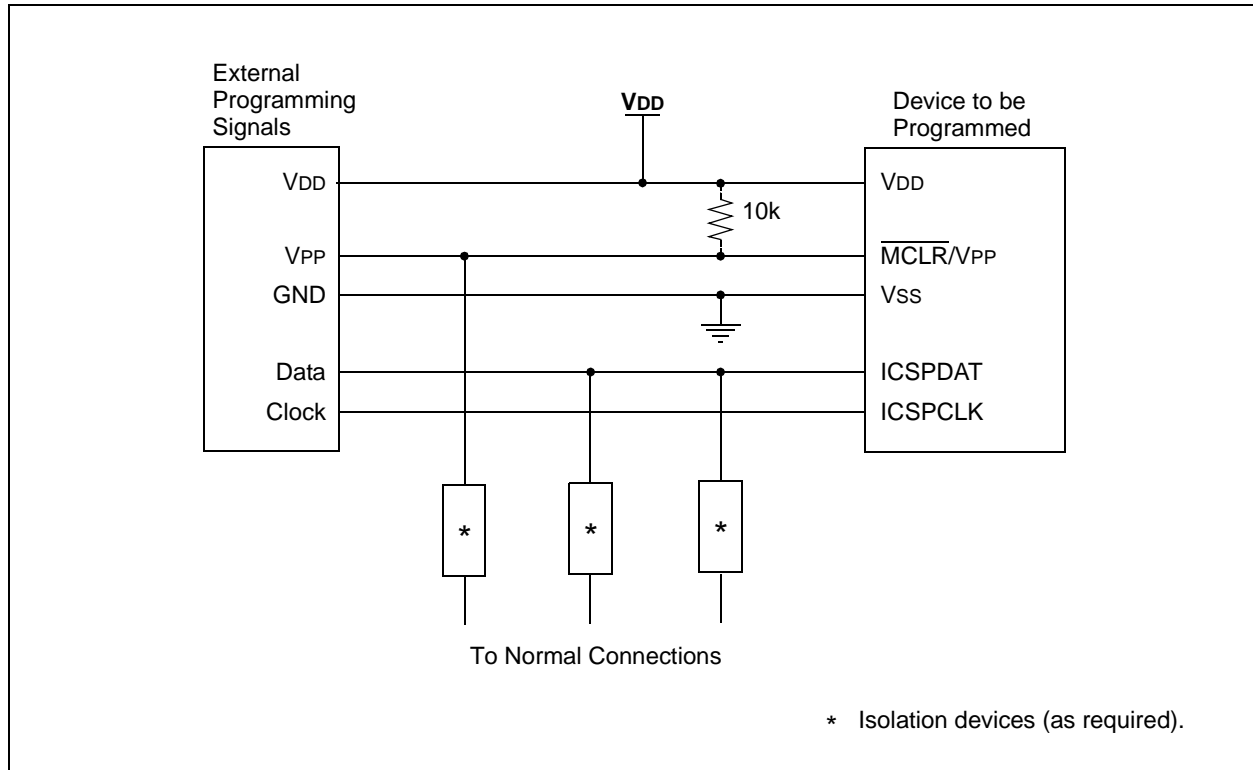 External
Programming
Signals
VDD
Device to be
Programmed
VDD
VDD
10k
VPP
MCLR/VPP
GND
VSS
Data
ICSPDAT
Clock
ICSPCLK
* * *
To Normal Connections
* Isolation devices (as required).